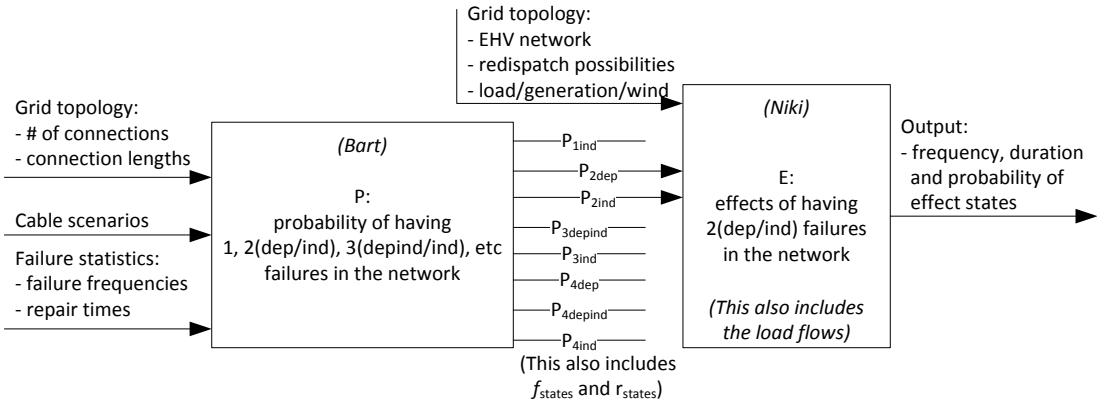 Grid topology:
- EHV network
- redispatch possibilities
- load/generation/wind
Grid topology:
- # of connections
- connection lengths
Cable scenarios
Failure statistics:
- failure frequencies
- repair times
(Bart)
P:
probability of having
1, 2(dep/ind), 3(depind/ind), etc
failures in the network
P1ind
P2dep
P2ind
P3depind
P3ind
P4dep
P4depind
P4ind
(This also includes
fstates and rstates)
(Niki)
E:
effects of having
2(dep/ind) failures
in the network
(This also includes
the load flows)
Output:
- frequency, duration
and probability of
effect states